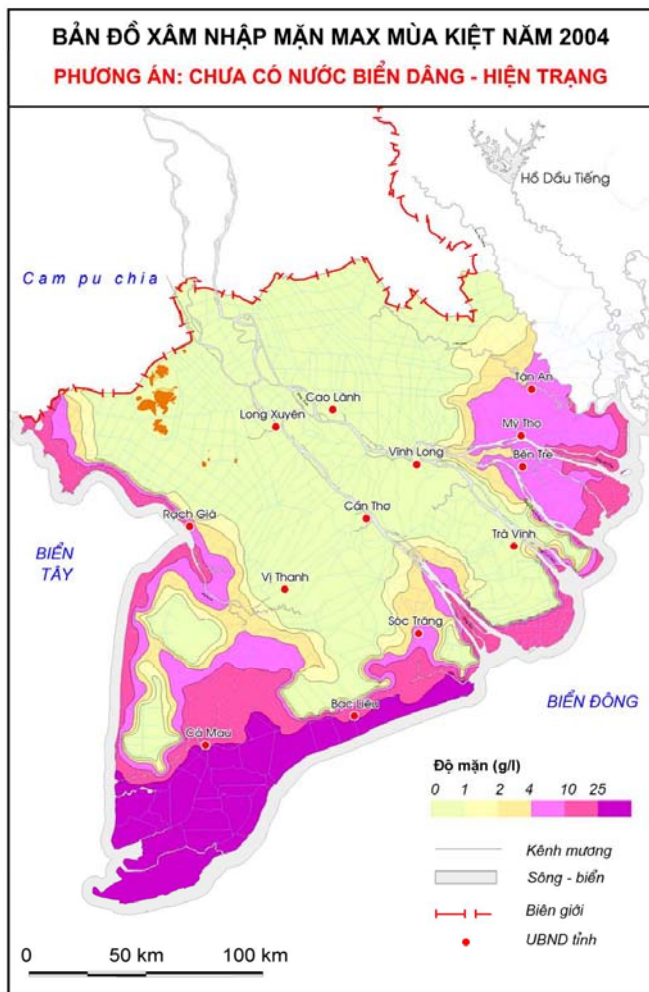 BẢN ĐỒ XÂM NHẬP MẶN MAX MÙA KIỆT NĂM 2004
PHƯƠNG ÁN: CHƯA CÓ NƯỚC BIỂN DÂNG - HIỆN TRẠNG
Hồ Dầu Tiếng
Cam pu chia
Tân An
Cao Lãnh
Long Xuyên
Mỹ Tho
Vĩnh Long
Bến Tre
Rạch Giá
Cần Thơ
Trà Vinh
BIỂN
TÂY
Vị Thanh
Sóc Trăng
BIỂN ĐÔNG
Bạc Liêu
Cà Mau
Độ mặn (g/l)
0 1 2 4 10 25
Kênh mương
Sông - biển
Biên giới
UBND tỉnh
0 50 km 100 km